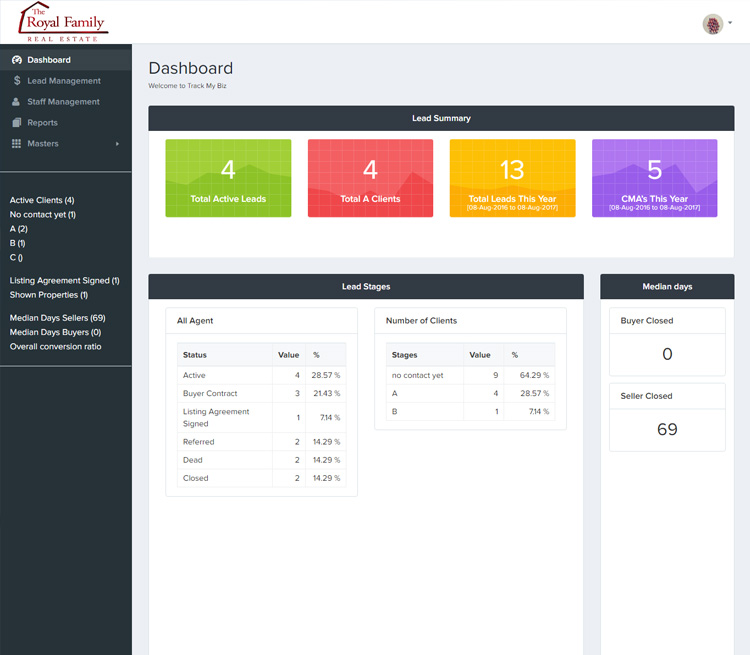 The
Royal Family
REAL ESTATE
Dashboard
Lead Management
Staff Management
Reports
Masters
Active Clients (4)
No contact yet (1)
A (2)
B (1)
C ()
Listing Agreement Signed (1)
Shown Properties (1)
Median Days Sellers (69)
Median Days Buyers (0)
Overall conversion ratio
Dashboard
Welcome to Track My Biz
Lead Summary
4
Total Active Leads
4
Total A Clients
13
Total Leads This Year
[08-Aug-2016 to 08-Aug-2017]
5
CMA's This Year
[08-Aug-2016 to 08-Aug-2017]
Lead Stages
All Agent
Status Value %
Active 4 28.57 %
Buyer Contract 3 21.43 %
Listing Agreement
Signed 1 7.14 %
Referred 2 14.29 %
Dead 2 14.29 %
Closed 2 14.29 %
Number of Clients
Stages Value %
no contact yet 9 64.29 %
A 4 28.57 %
B 1 7.14 %
Median days
Buyer Closed
0
Seller Closed
69